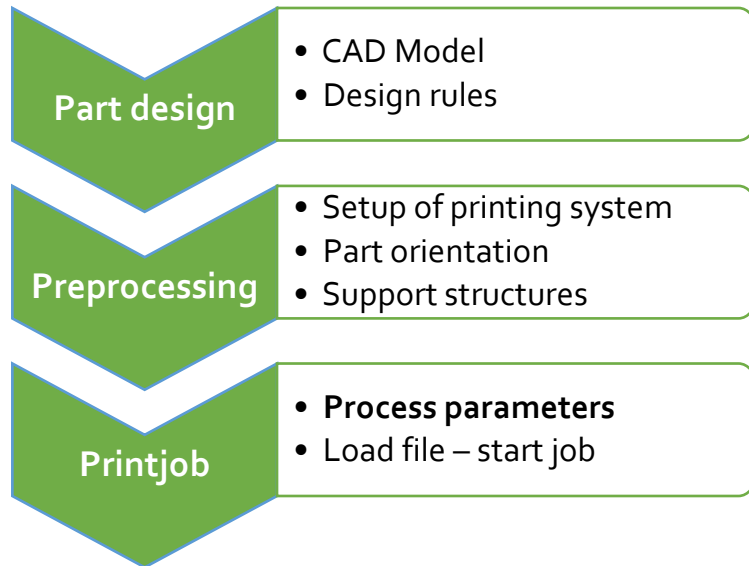 Part design
• CAD Model
• Design rules
Preprocessing
• Setup of printing system
• Part orientation
• Support structures
Printjob
• Process parameters
• Load file – start job